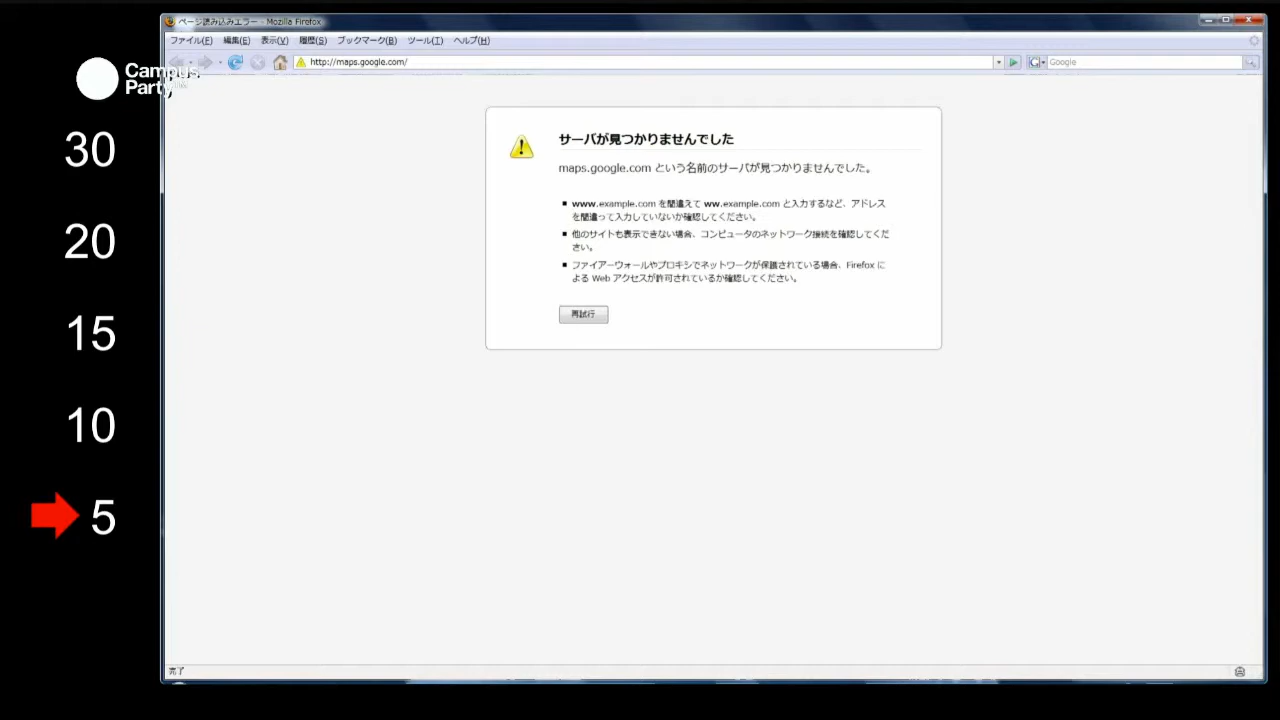 ページ読み込みエラー - Mozilla Firefox
ファイル(F) 編集(E) 表示(V) 履歴(S) ブックマーク(B) ツール(T) ヘルプ(H)
http://maps.google.com/
Google
Campus
Party
30
20
15
10
5
サーバが見つかりませんでした
maps.google.com という名前のサーバが見つかりませんでした。
www.example.com を間違えて ww.example.com と入力するなど、アドレス
を間違って入力していないか確認してください。
他のサイトも表示できない場合、コンピュータのネットワーク接続を確認してくだ
さい。
ファイアーウォールやプロキシでネットワークが保護されている場合、Firefox に
よる Web アクセスが許可されているか確認してください。
再試行
完了